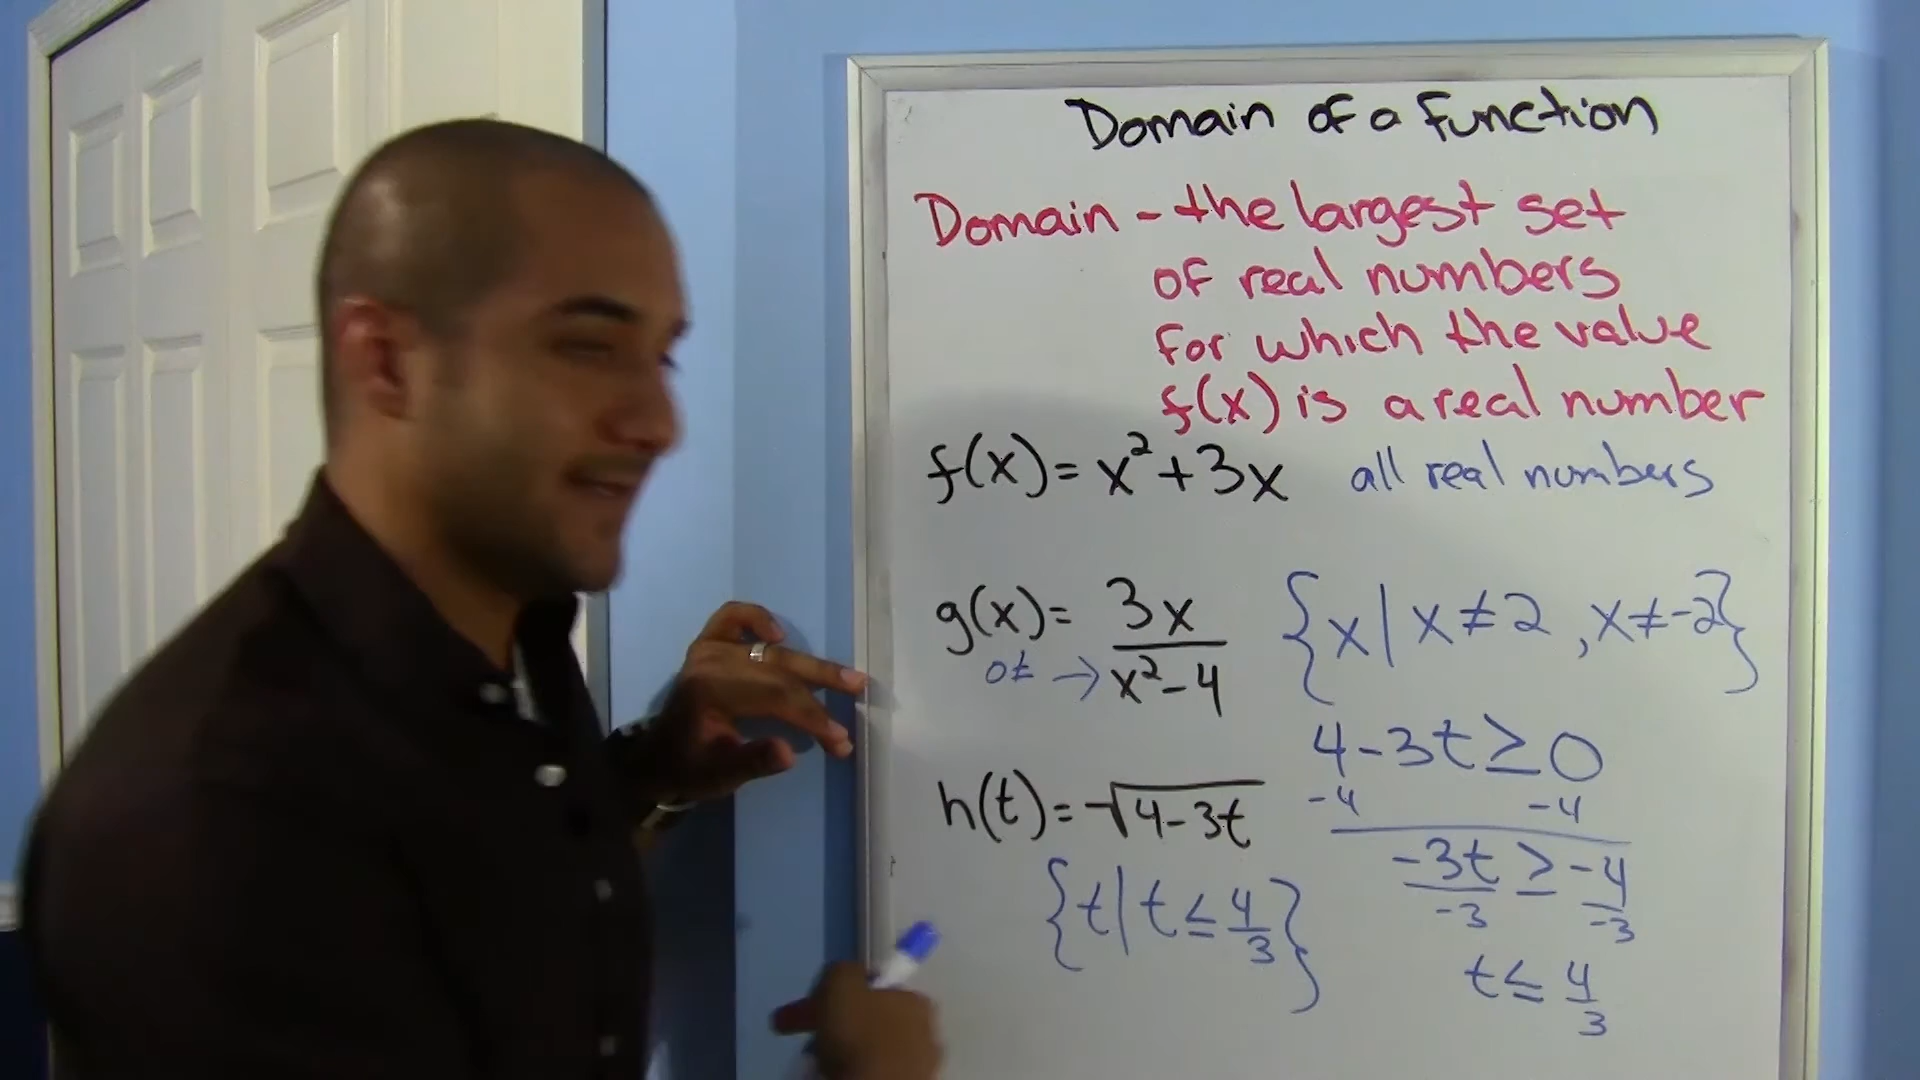 Domain of a Function
Domain - the largest set
of real numbers
for which the value
f(x) is a real number
f(x) = x²+3x all real numbers
g(x) = 3x / x²-4 {x | x≠2, x≠-2}
0≠ →
h(t) = √4-3t
{t | t ≤ 4/3}
4-3t ≥ 0
-4 -4
-3t ≥ -4
-3 -3
t ≤ 4/3